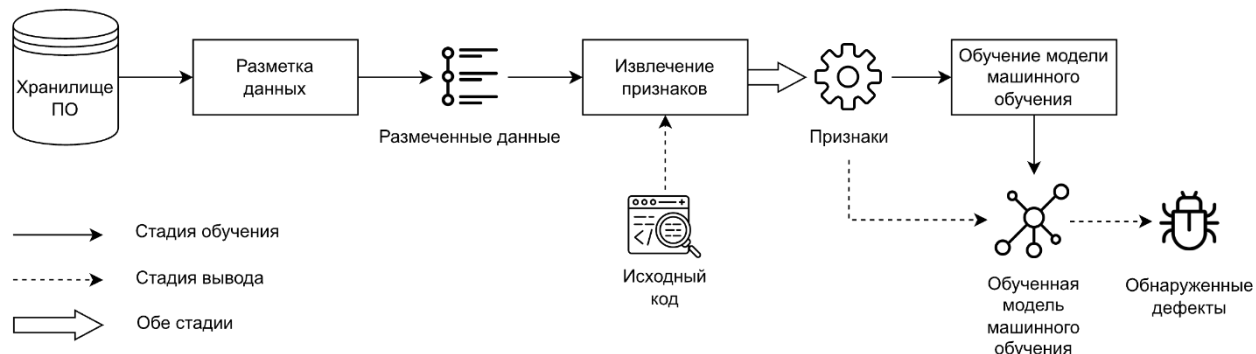 Хранилище
ПО
Разметка
данных
Размеченные данные
Извлечение
признаков
Признаки
Обучение модели
машинного
обучения
</>
Исходный
код
Обученная
модель
машинного
обучения
Обнаруженные
дефекты
Стадия обучения
Стадия вывода
Обе стадии